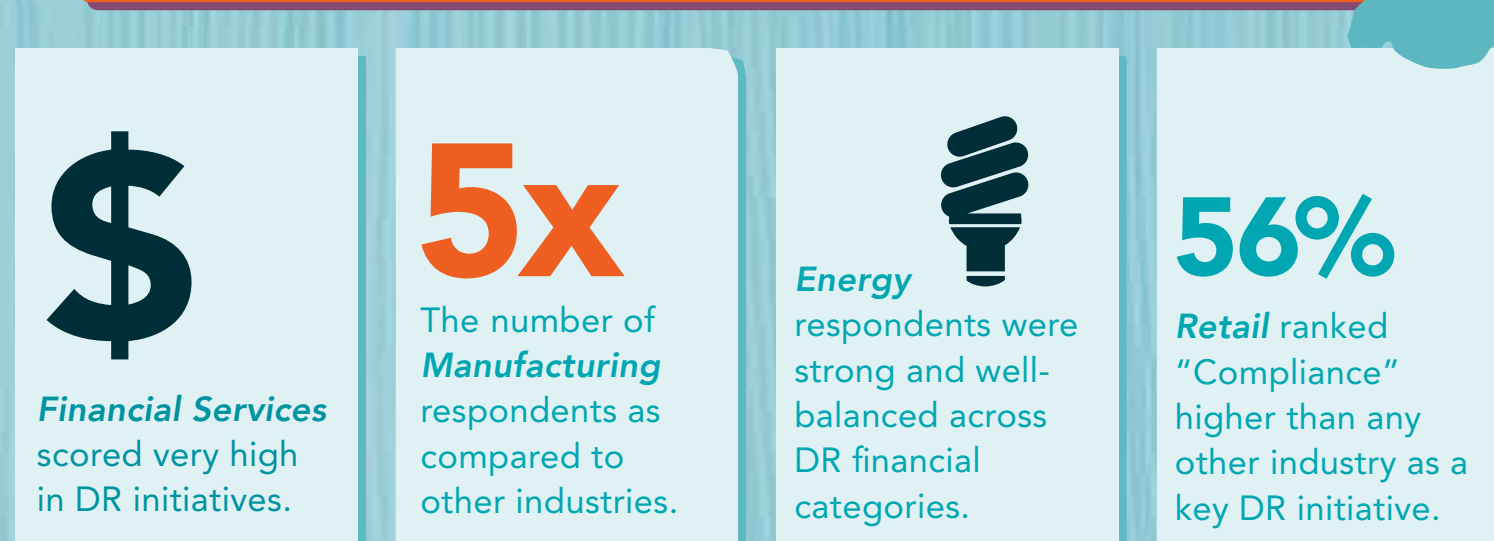 $
Financial Services
scored very high
in DR initiatives.
5x
The number of
Manufacturing
respondents as
compared to
other industries.
Energy
respondents were
strong and well-
balanced across
DR financial
categories.
56%
Retail ranked
“Compliance”
higher than any
other industry as a
key DR initiative.